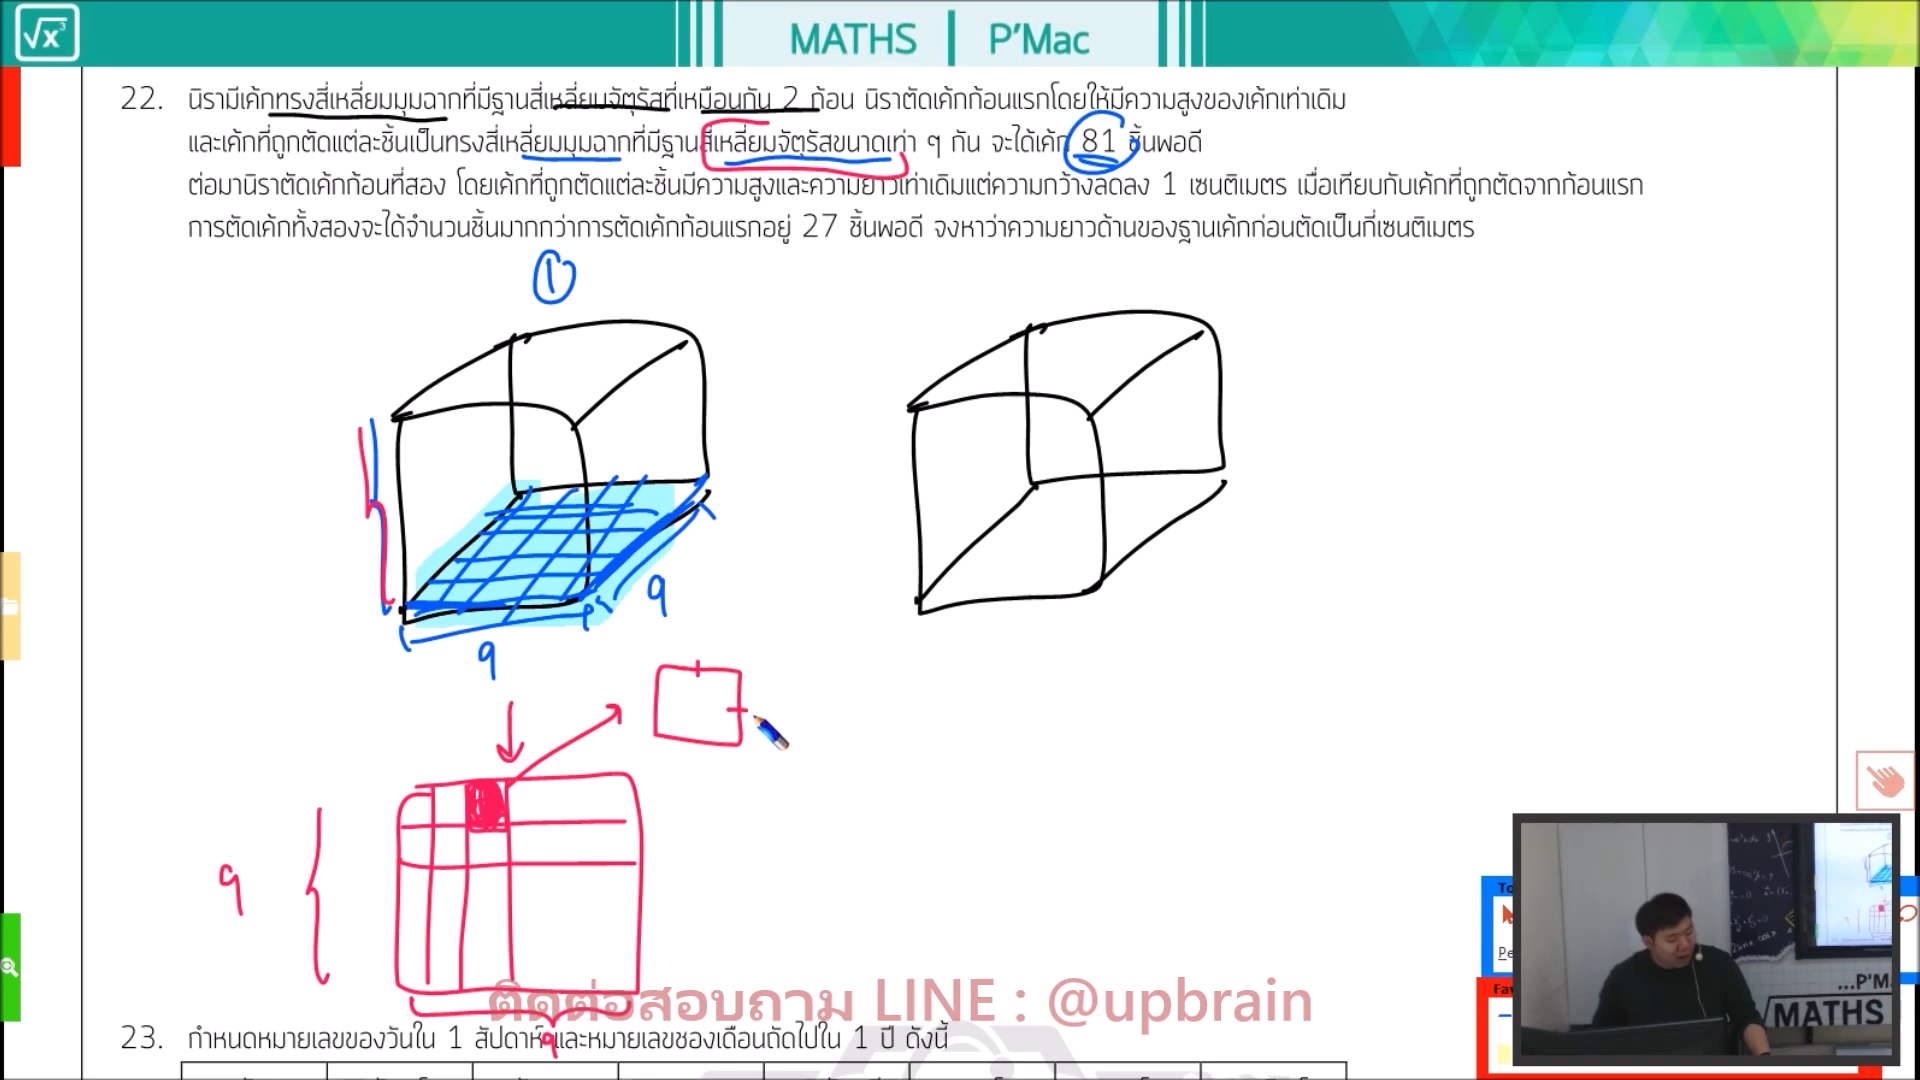 √x³
MATHS | P'Mac
22. นิรามีเค้กทรงสี่เหลี่ยมมุมฉากที่มีฐานสี่เหลี่ยมจัตุรัสที่เหมือนกัน 2 ก้อน นิราตัดเค้กก้อนแรกโดยให้มีความสูงของเค้กเท่าเดิม
และเค้กที่ถูกตัดแต่ละชิ้นเป็นทรงสี่เหลี่ยมมุมฉากที่มีฐานสี่เหลี่ยมจัตุรัสขนาดเท่า ๆ กัน จะได้เค้ก 81 ชิ้นพอดี
ต่อมานิราตัดเค้กก้อนที่สอง โดยเค้กที่ถูกตัดแต่ละชิ้นมีความสูงและความยาวเท่าเดิมแต่ความกว้างลดลง 1 เซนติเมตร เมื่อเทียบกับเค้กที่ถูกตัดจากก้อนแรก
การตัดเค้กทั้งสองจะได้จำนวนชิ้นมากกว่าการตัดเค้กก้อนแรกอยู่ 27 ชิ้นพอดี จงหาว่าความยาวด้านของฐานเค้กก่อนตัดเป็นกี่เซนติเมตร
1
9
9
9
9
ติดต่อสอบถาม LINE : @upbrain
23. กำหนดหมายเลขของวันใน 1 สัปดาห์ และหมายเลขของเดือนถัดไปใน 1 ปี ดังนี้
To
Pe
Fav
...P'M
√MATHS